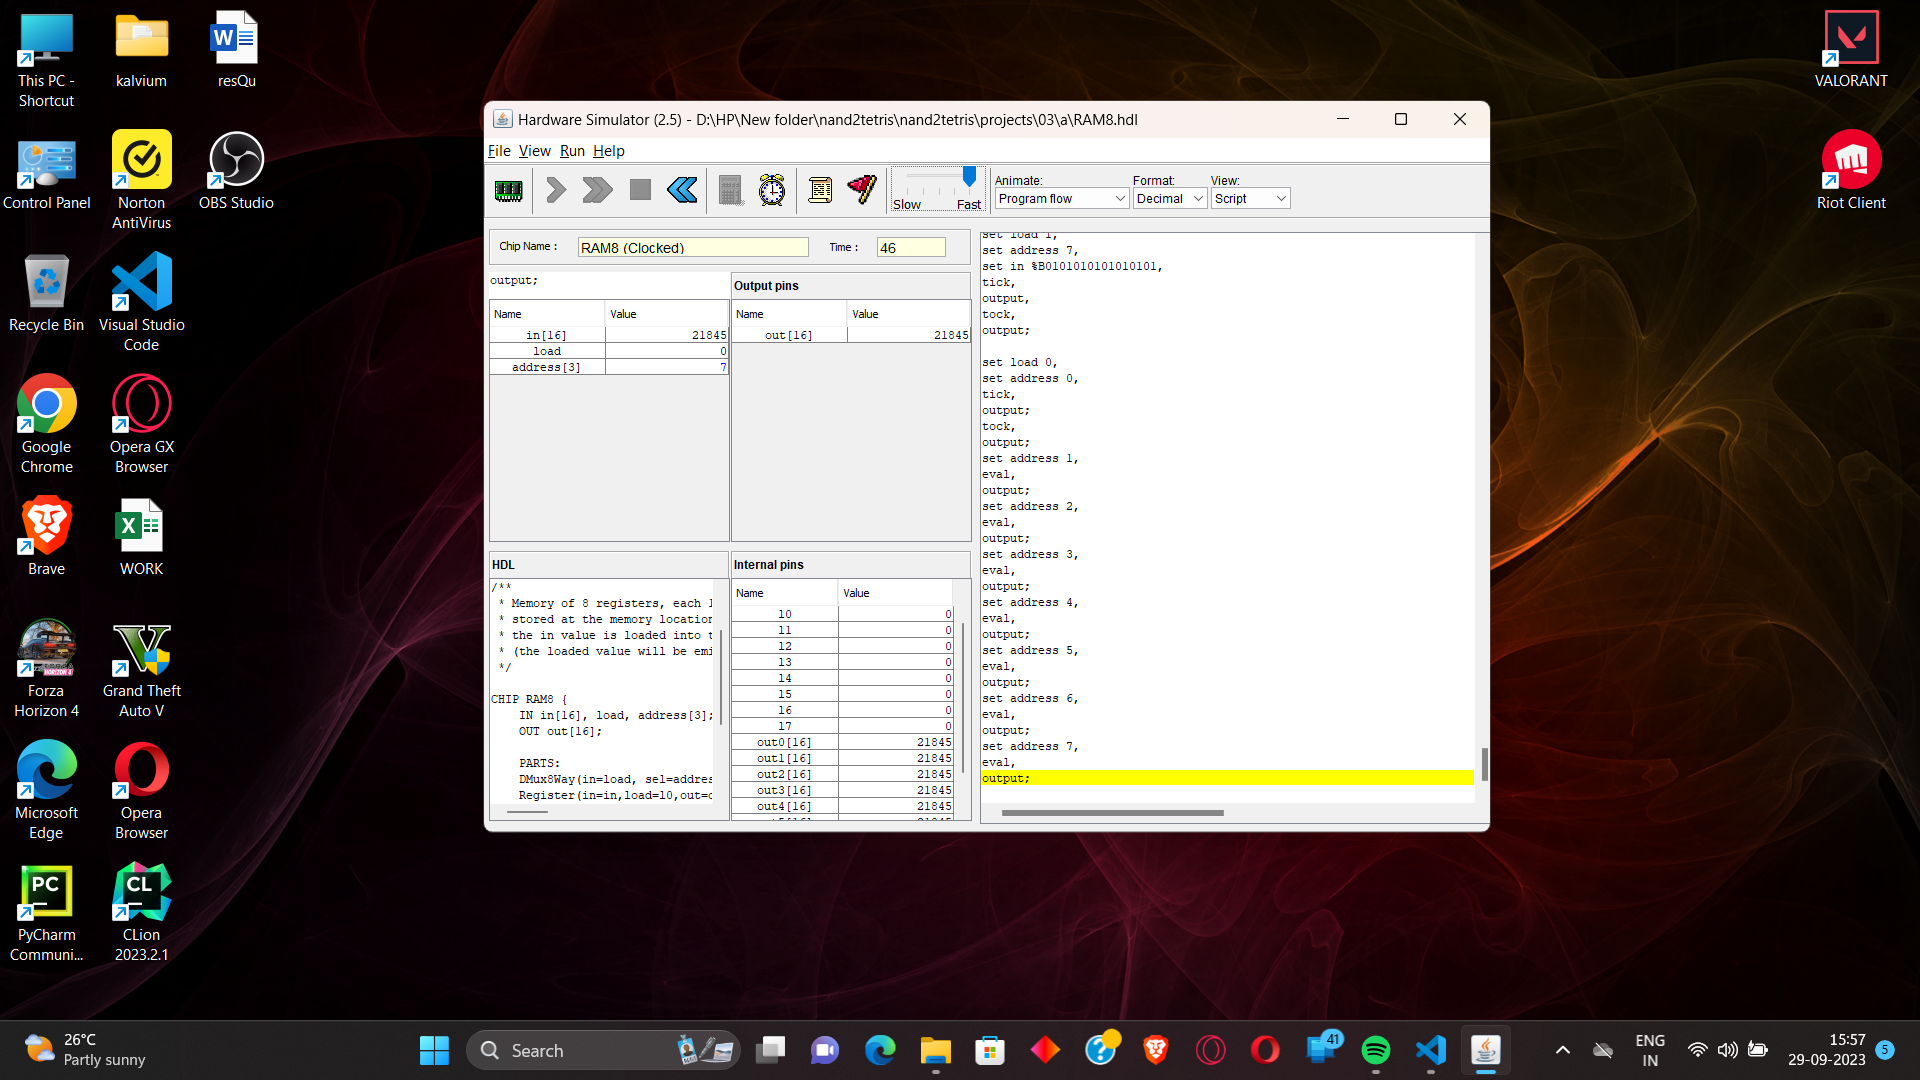 This PC -
Shortcut
kalvium
resQu
Control Panel
Norton
AntiVirus
OBS Studio
Recycle Bin
Visual Studio
Code
Google
Chrome
Opera GX
Browser
Brave
WORK
Forza
Horizon 4
Grand Theft
Auto V
Microsoft
Edge
Opera
Browser
PyCharm
Communi...
CLion
2023.2.1
VALORANT
Riot Client
Hardware Simulator (2.5) - D:\HP\New folder\nand2tetris\nand2tetris\projects\03\a\RAM8.hdl
File View Run Help
Slow Fast
Animate:
Program flow
Format:
Decimal
View:
Script
Chip Name :
RAM8 (Clocked)
Time :
46
output;
Name Value
in[16] 21845
load 0
address[3] 7
Output pins
Name Value
out[16] 21845
HDL
/**
* Memory of 8 registers, each
* stored at the memory location
* the in value is loaded into
* (the loaded value will be emi
*/
CHIP RAM8 {
IN in[16], load, address[3];
OUT out[16];
PARTS:
DMux8Way(in=load, sel=addres
Register(in=in,load=l0,out=o
Internal pins
Name Value
l0 0
l1 0
l2 0
l3 0
l4 0
l5 0
l6 0
l7 0
out0[16] 21845
out1[16] 21845
out2[16] 21845
out3[16] 21845
out4[16] 21845
set load 1,
set address 7,
set in %B0101010101010101,
tick,
output,
tock,
output;
set load 0,
set address 0,
tick,
output;
tock,
output;
set address 1,
eval,
output;
set address 2,
eval,
output;
set address 3,
eval,
output;
set address 4,
eval,
output;
set address 5,
eval,
output;
set address 6,
eval,
output;
set address 7,
eval,
output;
26°C
Partly sunny
Search
41
ENG
IN
15:57
29-09-2023
5